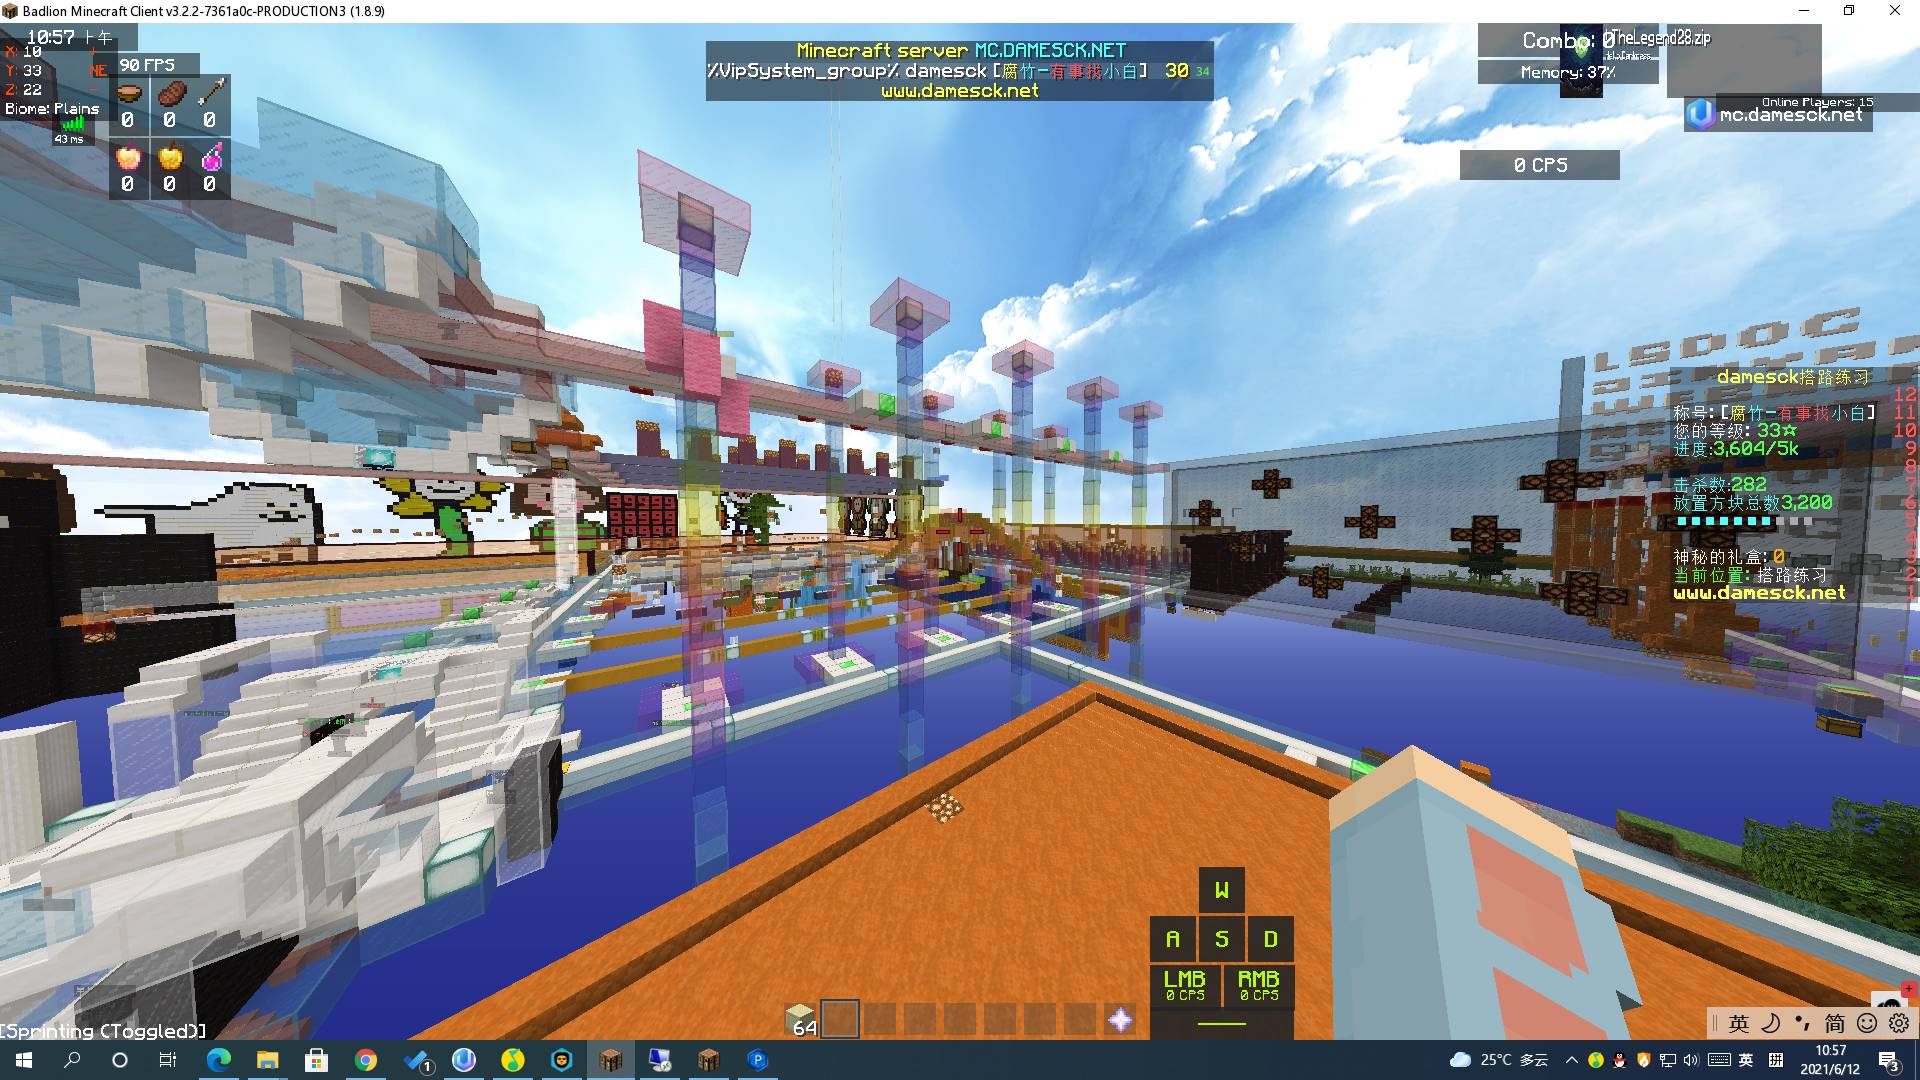 Badlion Minecraft Client v3.2.2-7361a0c-PRODUCTION3 (1.8.9)
10:57 上午
X: 10
Y: 33
NE
Z: 22
Biome: Plains
43 ms
90 FPS
0 0 0
0 0 0
Minecraft server MC.DAMESCK.NET
%VipSystem_group% damesck [腐竹-有事找小白] 30 34
www.damesck.net
Combo: 0
TheLegend28.zip
Memory: 37%
Online Players: 15
mc.damesck.net
0 CPS
damesck搭路练习
12
称号: [腐竹-有事找小白] 11
您的等级: 33☆ 10
进度:3,604/5k 9
8
击杀数:282 7
放置方块总数3,200 6
5
4
神秘的礼盒: 0 3
当前位置: 搭路练习 2
www.damesck.net 1
99999
99999
99999
W
A S D
LMB RMB
0 CPS 0 CPS
64
[Sprinting (Toggled)]
英 简
1
25°C 多云
英 拼
10:57
2021/6/12
3